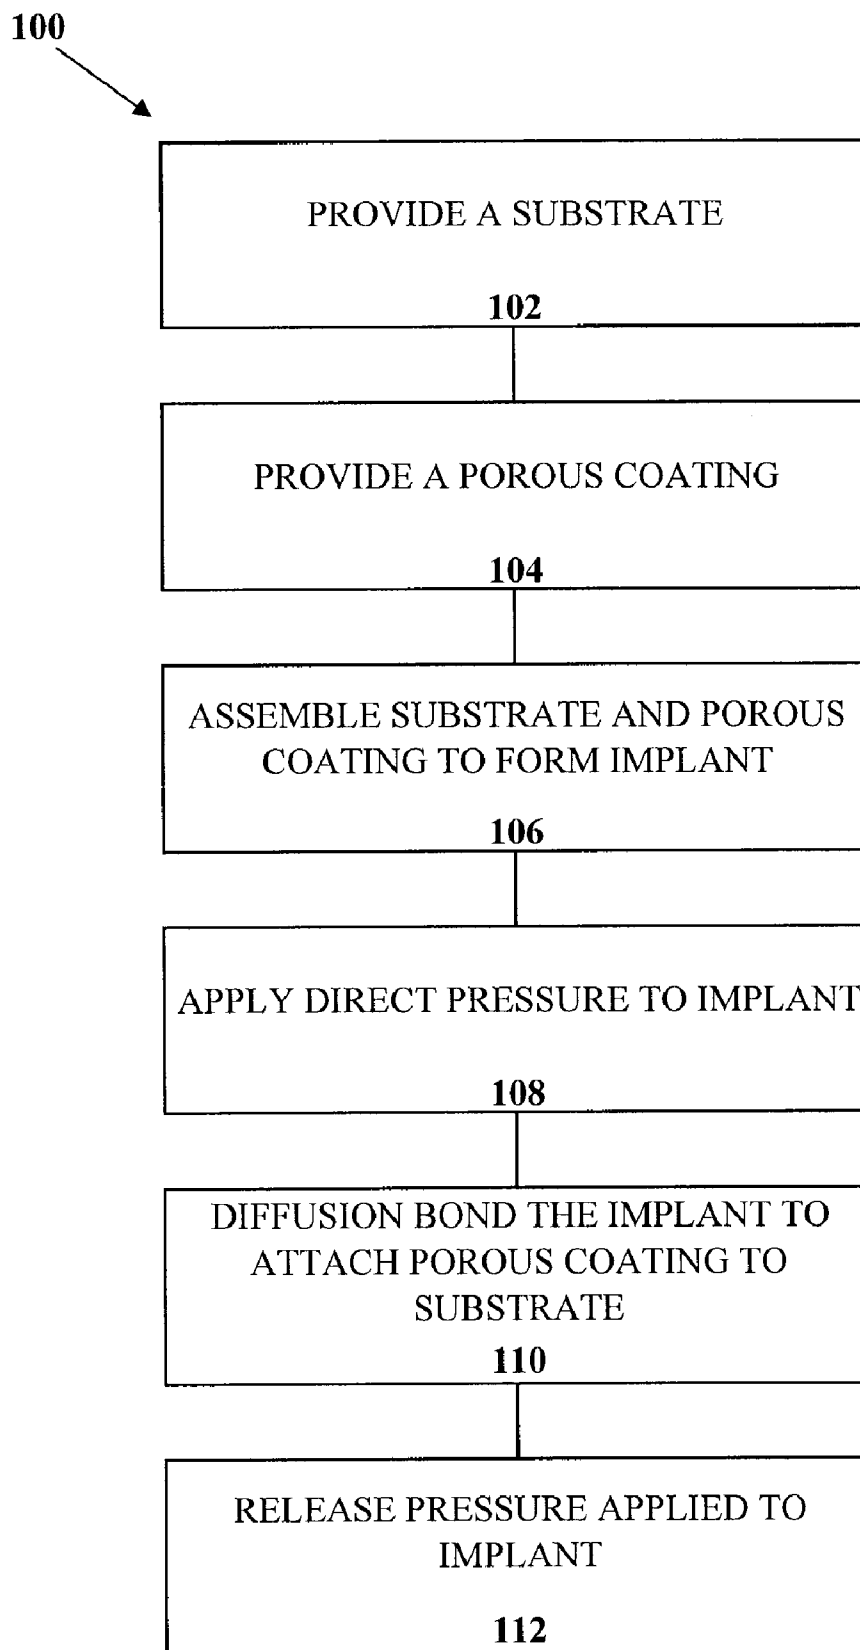 100
PROVIDE A SUBSTRATE
102
PROVIDE A POROUS COATING
104
ASSEMBLE SUBSTRATE AND POROUS
COATING TO FORM IMPLANT
106
APPLY DIRECT PRESSURE TO IMPLANT
108
DIFFUSION BOND THE IMPLANT TO
ATTACH POROUS COATING TO
SUBSTRATE
110
RELEASE PRESSURE APPLIED TO
IMPLANT
112